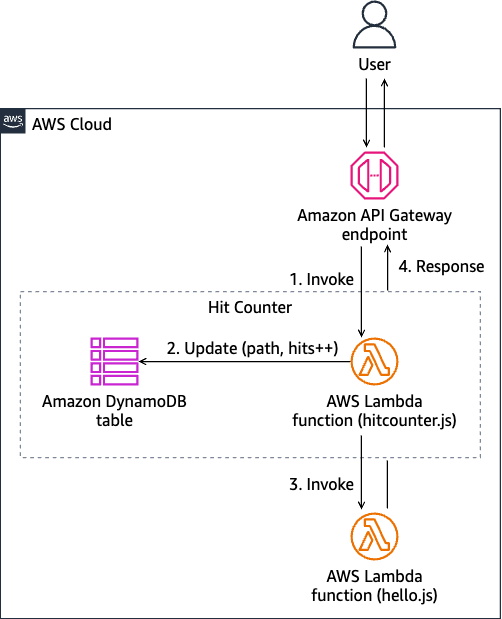 User
aws
AWS Cloud
Amazon API Gateway
endpoint
1. Invoke
4. Response
Hit Counter
2. Update (path, hits++)
Amazon DynamoDB
table
AWS Lambda
function (hitcounter.js)
3. Invoke
AWS Lambda
function (hello.js)